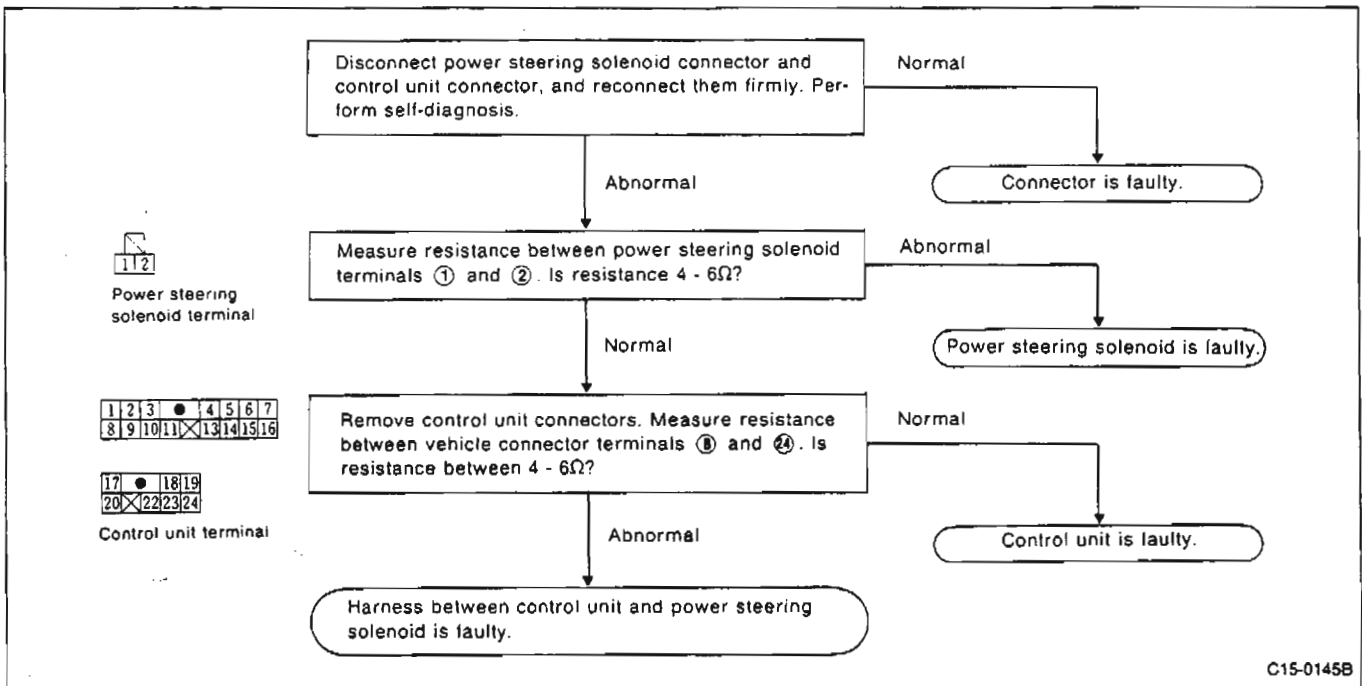 Disconnect power steering solenoid connector and
control unit connector, and reconnect them firmly. Per-
form self-diagnosis.
Normal
Abnormal
Connector is faulty.
1 2
Power steering
solenoid terminal
Measure resistance between power steering solenoid
terminals ① and ②. Is resistance 4 - 6Ω?
Abnormal
Normal
Power steering solenoid is faulty.
1 2 3 4 5 6 7
8 9 10 11 13 14 15 16
17 18 19
20 22 23 24
Control unit terminal
Remove control unit connectors. Measure resistance
between vehicle connector terminals ⑧ and ㉔. Is
resistance between 4 - 6Ω?
Normal
Abnormal
Control unit is faulty.
Harness between control unit and power steering
solenoid is faulty.
C15-0145B